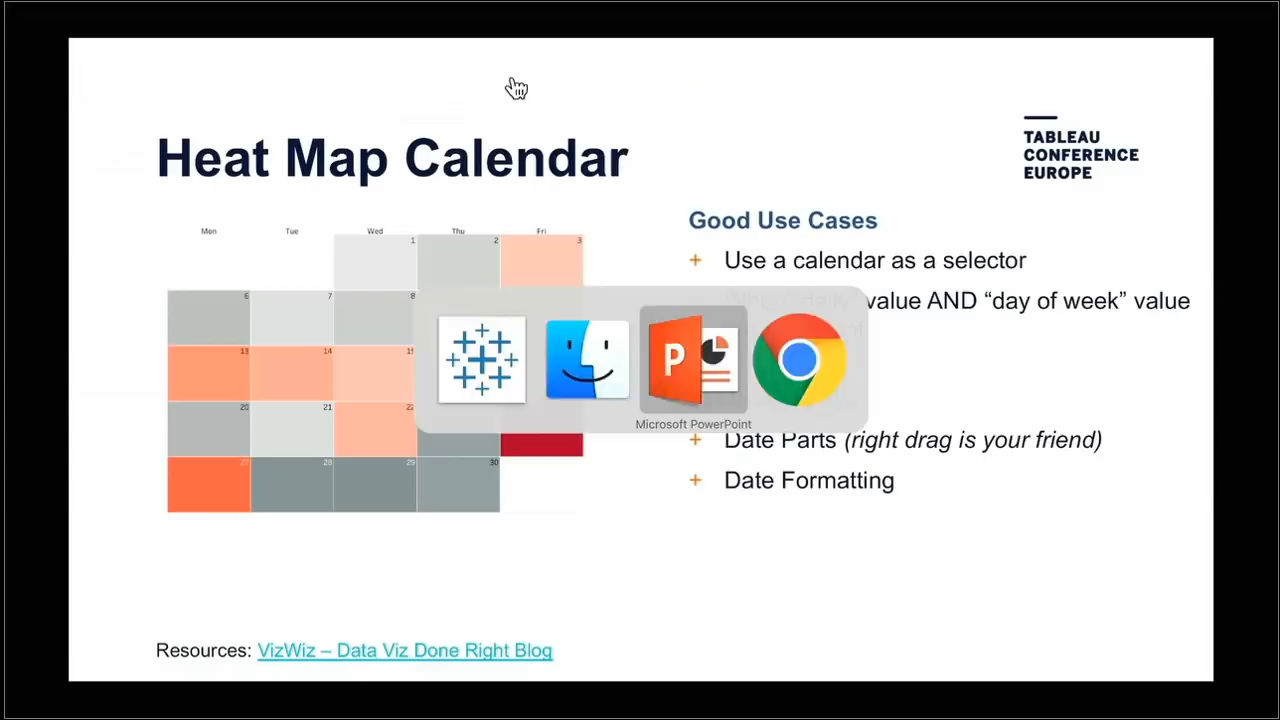 Heat Map Calendar
TABLEAU
CONFERENCE
EUROPE
Mon Tue Wed Thu Fri
1 2 3
6 7 8
13 14 15
20 21 22
27 28 29 30
Good Use Cases
+ Use a calendar as a selector
value AND “day of week” value
Microsoft PowerPoint
+ Date Parts (right drag is your friend)
+ Date Formatting
Resources: VizWiz – Data Viz Done Right Blog